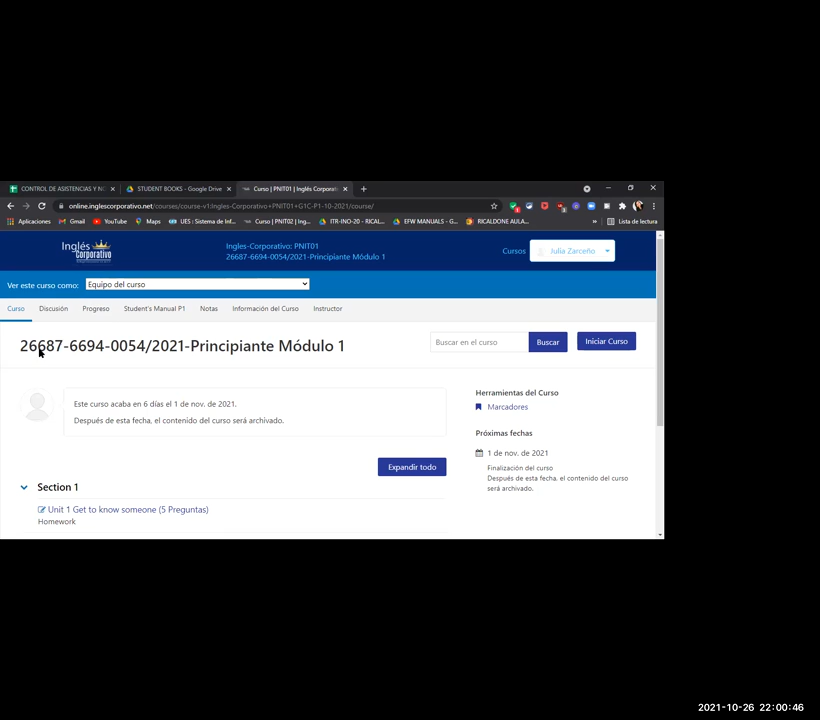 CONTROL DE ASISTENCIAS Y N
STUDENT BOOKS - Google Drive
Curso | PNIT01 | Inglés Corporati
online.inglescorporativo.net/courses/course-v1:Ingles-Corporativo+PNIT01+G1C-P1-10-2021/course/
Aplicaciones
Gmail
YouTube
Maps
UES : Sistema de Inf...
Curso | PNIT02 | Ing...
ITR-INO-20 - RICAL...
EFW MANUALS - G...
RICALDONE AULA...
»
Lista de lectura
Inglés
Corporativo
Ingles-Corporativo: PNIT01
26687-6694-0054/2021-Principiante Módulo 1
Cursos
Julia Zarceño
Ver este curso como:
Equipo del curso
Curso
Discusión
Progreso
Student's Manual P1
Notas
Información del Curso
Instructor
26687-6694-0054/2021-Principiante Módulo 1
Buscar en el curso
Buscar
Iniciar Curso
Este curso acaba en 6 días el 1 de nov. de 2021.
Después de esta fecha, el contenido del curso será archivado.
Herramientas del Curso
Marcadores
Próximas fechas
1 de nov. de 2021
Finalización del curso
Después de esta fecha, el contenido del curso
será archivado.
Expandir todo
Section 1
Unit 1 Get to know someone (5 Preguntas)
Homework
2021-10-26 22:00:46